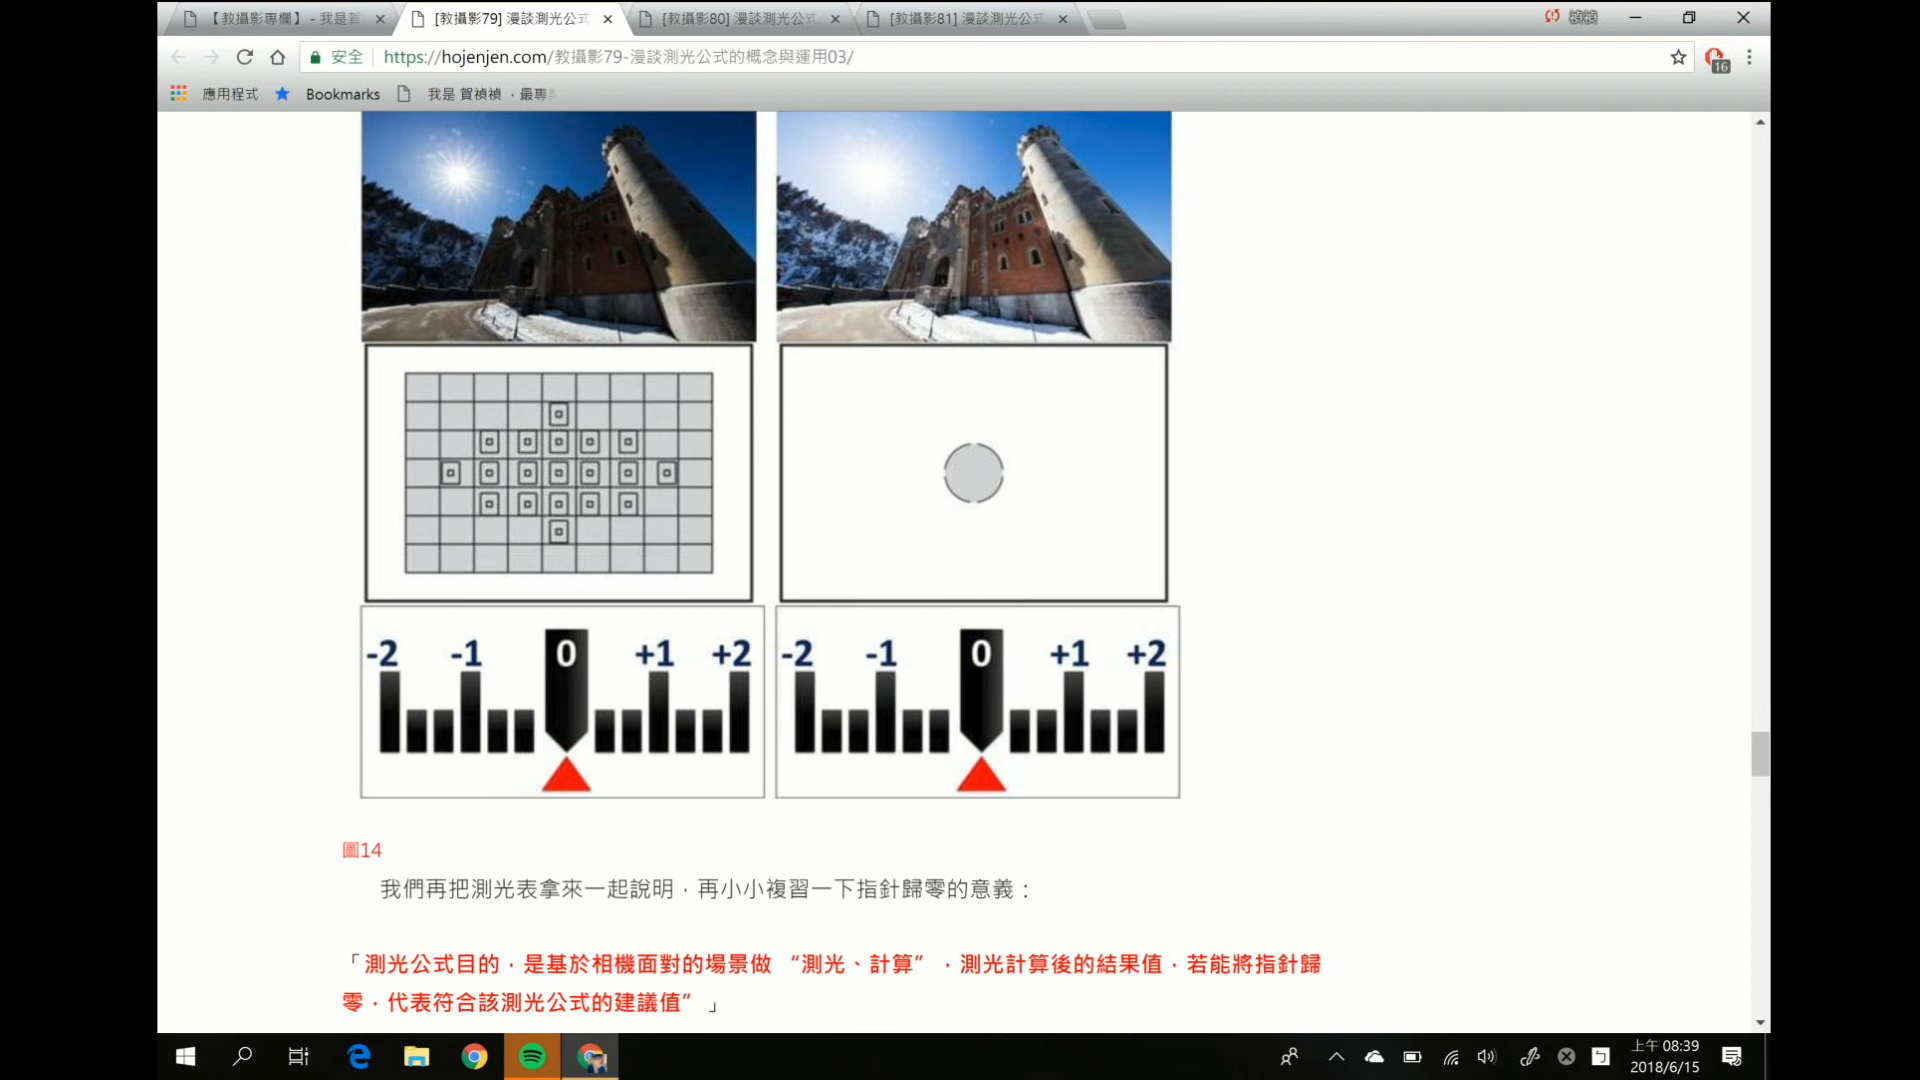 【教攝影專欄】 - 我是賀
[教攝影79] 漫談測光公式
[教攝影80] 漫談測光公式
[教攝影81] 漫談測光公式
禎禎
安全
https://hojenjen.com/教攝影79-漫談測光公式的概念與運用03/
16
應用程式
Bookmarks
我是 賀禎禎，最專
-2 -1 0 +1 +2
-2 -1 0 +1 +2
圖14
我們再把測光表拿來一起說明，再小小複習一下指針歸零的意義：
「測光公式目的，是基於相機面對的場景做 “測光、計算” ，測光計算後的結果值，若能將指針歸
零，代表符合該測光公式的建議值” 」
上午 08:39
2018/6/15